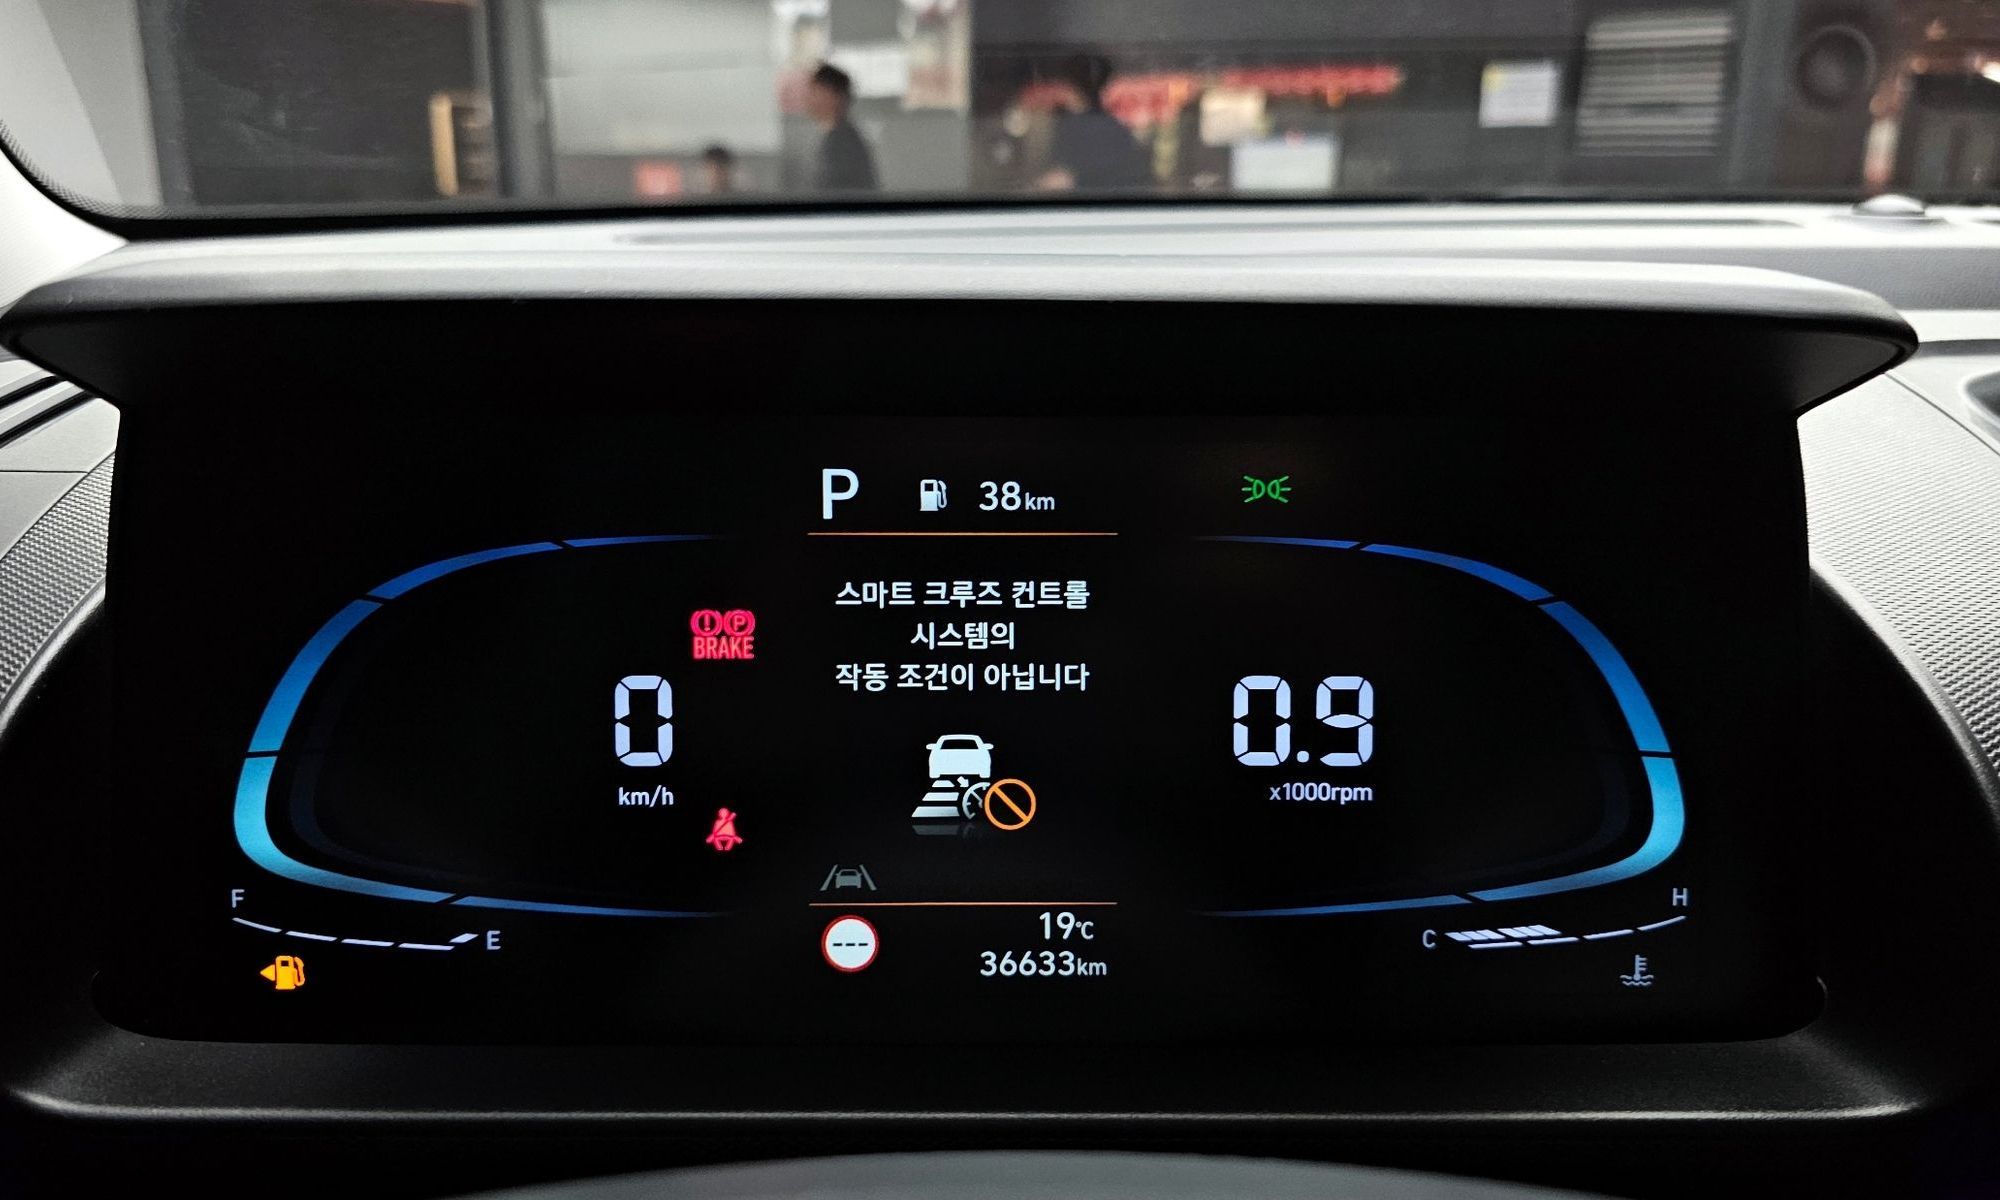 P 38km
스마트 크루즈 컨트롤
시스템의
작동 조건이 아닙니다
! P
BRAKE
0
km/h
0.9
x1000rpm
F E
C H
---
19°C
36633km